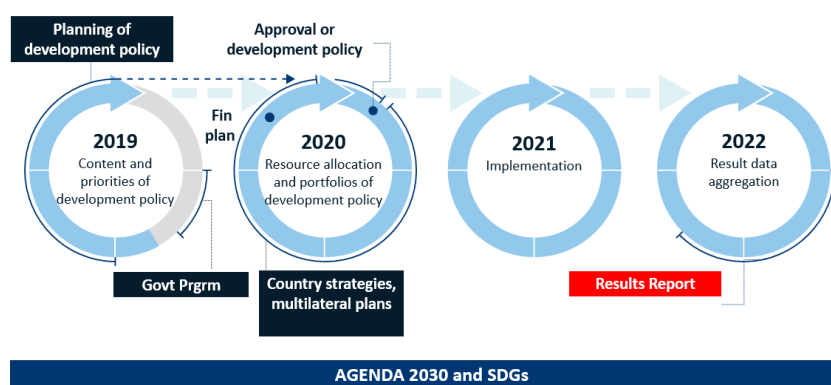 Planning of
development policy
Approval or
development policy
Fin
plan
2019
Content and
priorities of
development policy
2020
Resource allocation
and portfolios of
development policy
2021
Implementation
2022
Result data
aggregation
Govt Prgrm
Country strategies,
multilateral plans
Results Report
AGENDA 2030 and SDGs